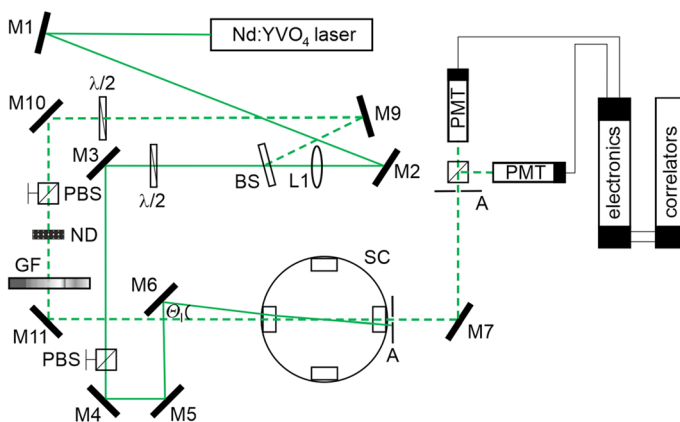 M1
Nd:YVO₄ laser
M10
λ/2
M9
PMT
M3
BS
L1
M2
PMT
electronics
correlators
λ/2
PBS
A
ND
GF
M6
SC
Θ
M11
M7
PBS
A
M4
M5